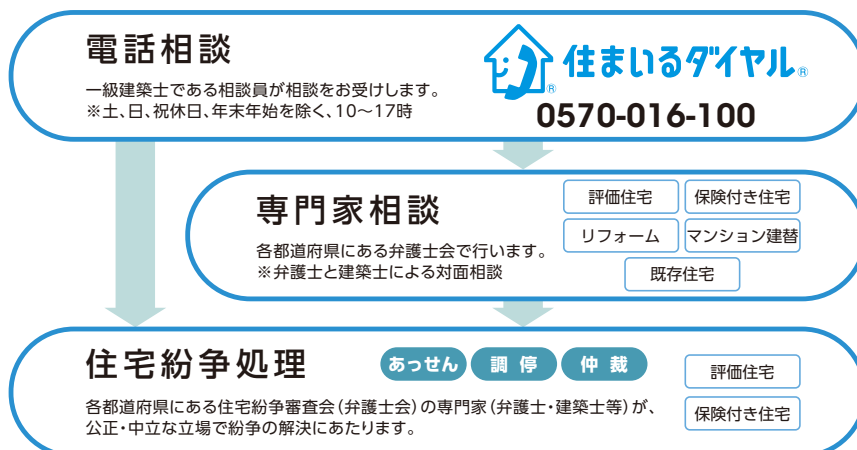 電話相談
一級建築士である相談員が相談をお受けします。
※土、日、祝休日、年末年始を除く、10〜17時
住まいるダイヤル®
®
0570-016-100
専門家相談
各都道府県にある弁護士会で行います。
※弁護士と建築士による対面相談
評価住宅
保険付き住宅
リフォーム
マンション建替
既存住宅
住宅紛争処理
あっせん
調停
仲裁
各都道府県にある住宅紛争審査会(弁護士会)の専門家(弁護士・建築士等)が、
公正・中立な立場で紛争の解決にあたります。
評価住宅
保険付き住宅